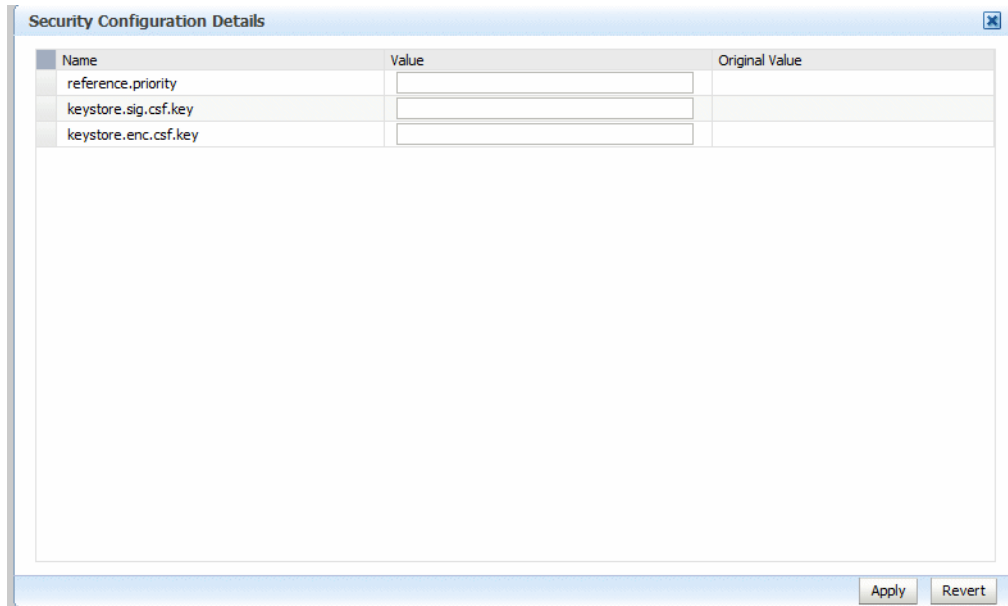 Security Configuration Details
Name Value Original Value
reference.priority
keystore.sig.csf.key
keystore.enc.csf.key
Apply Revert